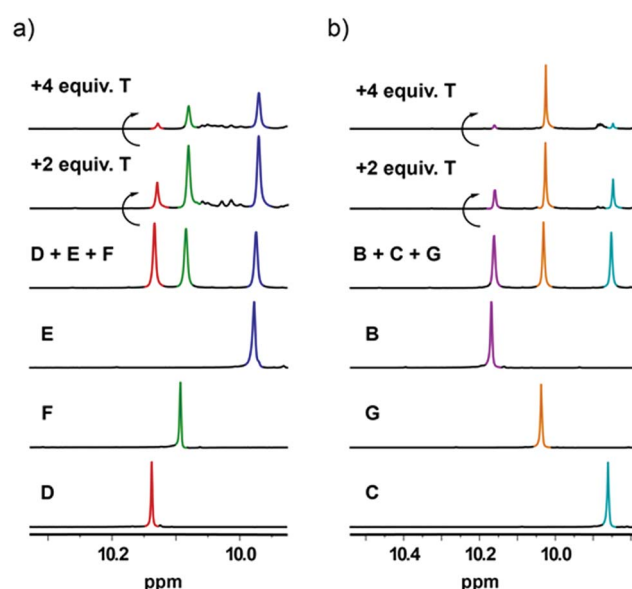 a)
+4 equiv. T
+2 equiv. T
D + E + F
E
F
D
10.2 10.0
ppm
b)
+4 equiv. T
+2 equiv. T
B + C + G
B
G
C
10.4 10.2 10.0
ppm